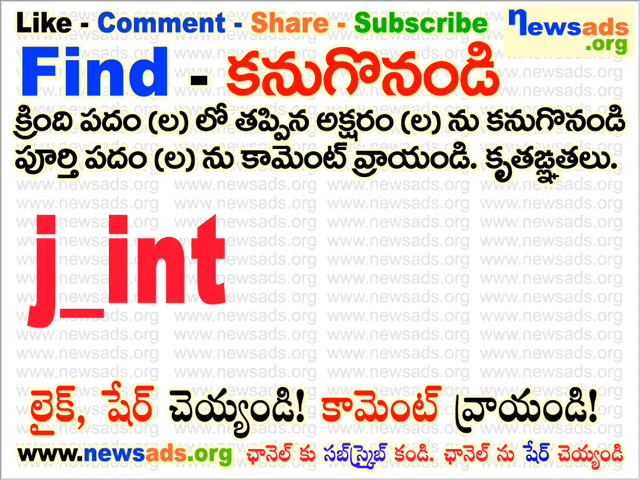 Like - Comment - Share - Subscribe
newsads
.org
Find - కనుగొనండి
క్రింది పదం (ల) లో తప్పిన అక్షరం (ల) ను కనుగొనండి
పూర్తి పదం (ల) ను కామెంట్ వ్రాయండి. కృతజ్ఞతలు.
j_int
లైక్, షేర్ చెయ్యండి! కామెంట్ వ్రాయండి!
www.newsads.org ఛానెల్ కు సబ్‌స్క్రైబ్ కండి. ఛానెల్ ను షేర్ చెయ్యండి